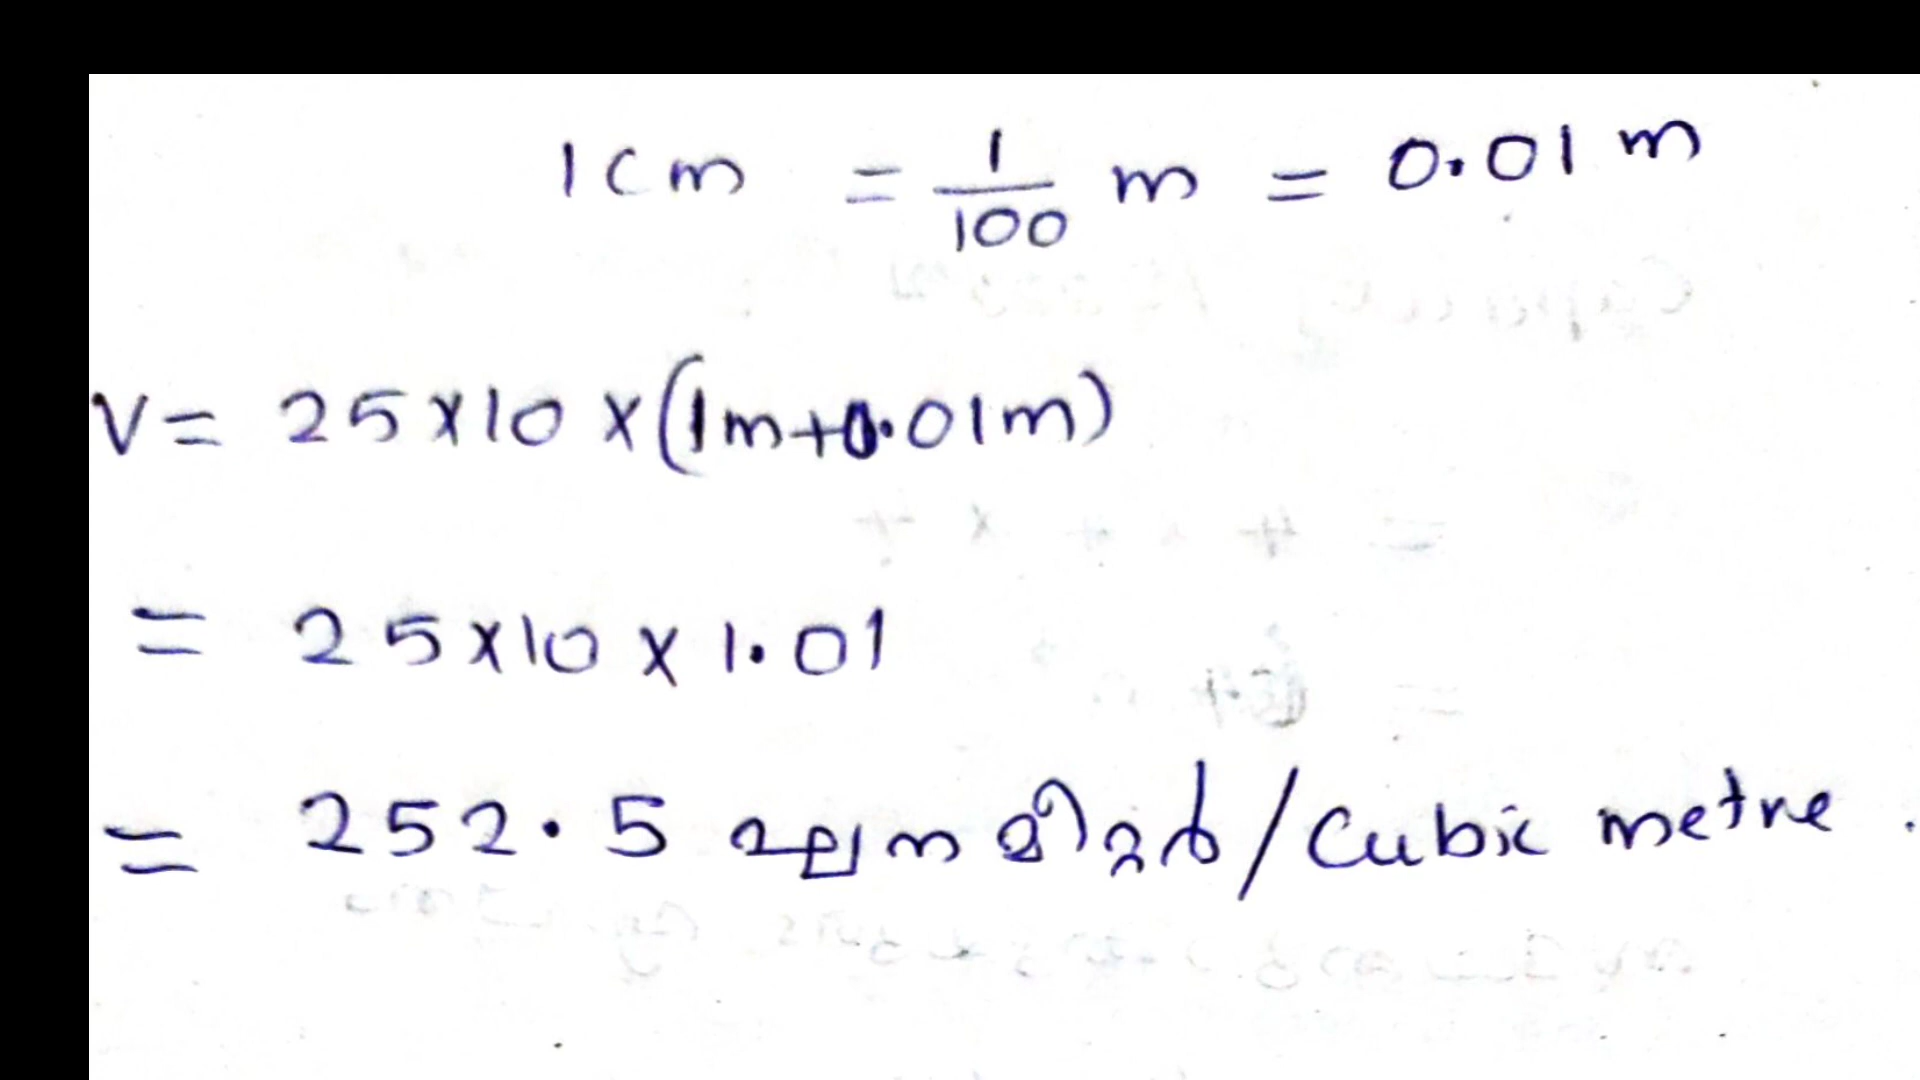 1cm = 1/100 m = 0.01 m
V = 25×10×(1m+0.01m)
= 25×10×1.01
= 252.5 ഘന മീറ്റർ/Cubic metre.